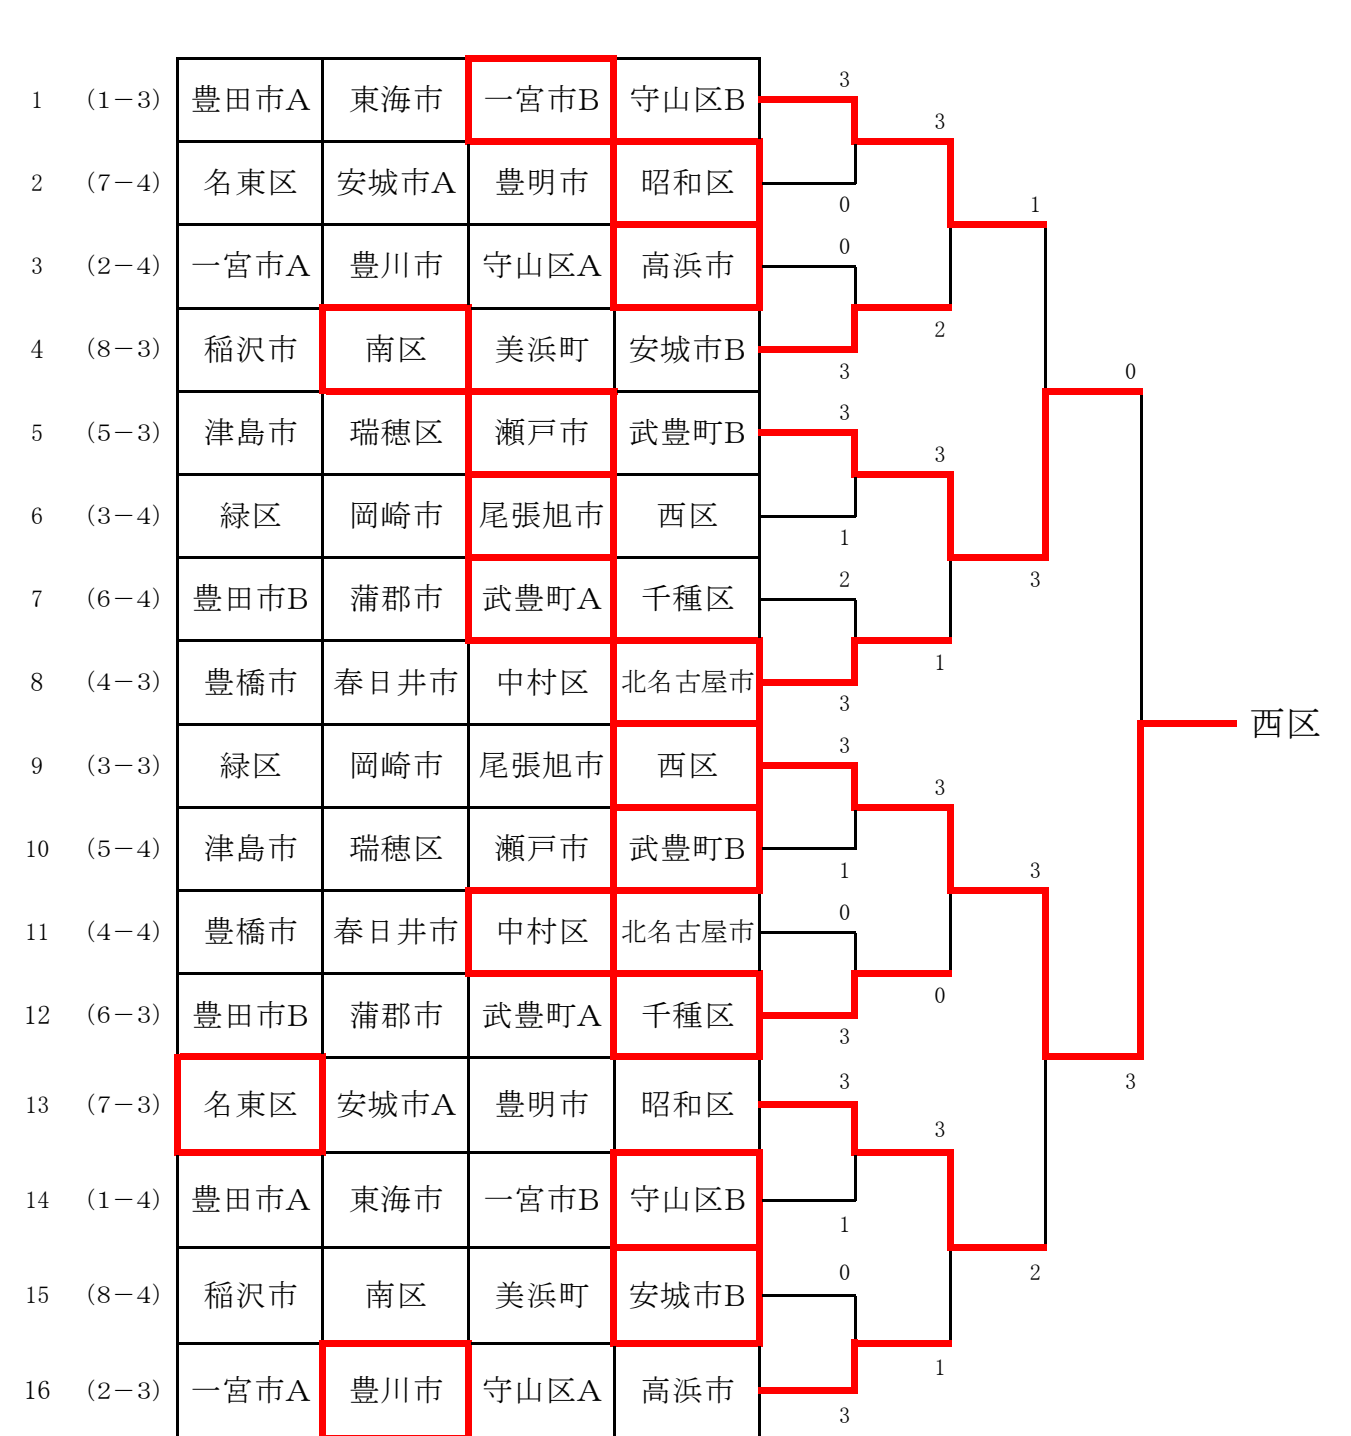 1 (1－3) 豊田市A 東海市 一宮市B 守山区B 3
3
2 (7－4) 名東区 安城市A 豊明市 昭和区 0
1
3 (2－4) 一宮市A 豊川市 守山区A 高浜市 0
2
4 (8－3) 稲沢市 南区 美浜町 安城市B 3
0
5 (5－3) 津島市 瑞穂区 瀬戸市 武豊町B 3
3
6 (3－4) 緑区 岡崎市 尾張旭市 西区 1
3
7 (6－4) 豊田市B 蒲郡市 武豊町A 千種区 2
1
8 (4－3) 豊橋市 春日井市 中村区 北名古屋市 3
西区
9 (3－3) 緑区 岡崎市 尾張旭市 西区 3
3
10 (5－4) 津島市 瑞穂区 瀬戸市 武豊町B 1
3
11 (4－4) 豊橋市 春日井市 中村区 北名古屋市 0
0
12 (6－3) 豊田市B 蒲郡市 武豊町A 千種区 3
3
13 (7－3) 名東区 安城市A 豊明市 昭和区 3
3
14 (1－4) 豊田市A 東海市 一宮市B 守山区B 1
2
15 (8－4) 稲沢市 南区 美浜町 安城市B 0
1
16 (2－3) 一宮市A 豊川市 守山区A 高浜市 3